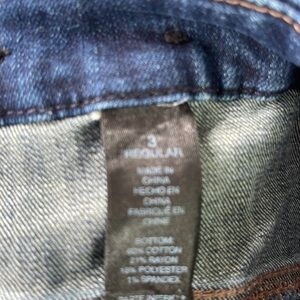 3
REGULAR
MADE IN
CHINA
HECHO EN
CHINA
FABRIQUÉ EN
CHINE
BOTTOM:
60% COTTON
21% RAYON
18% POLYESTER
1% SPANDEX